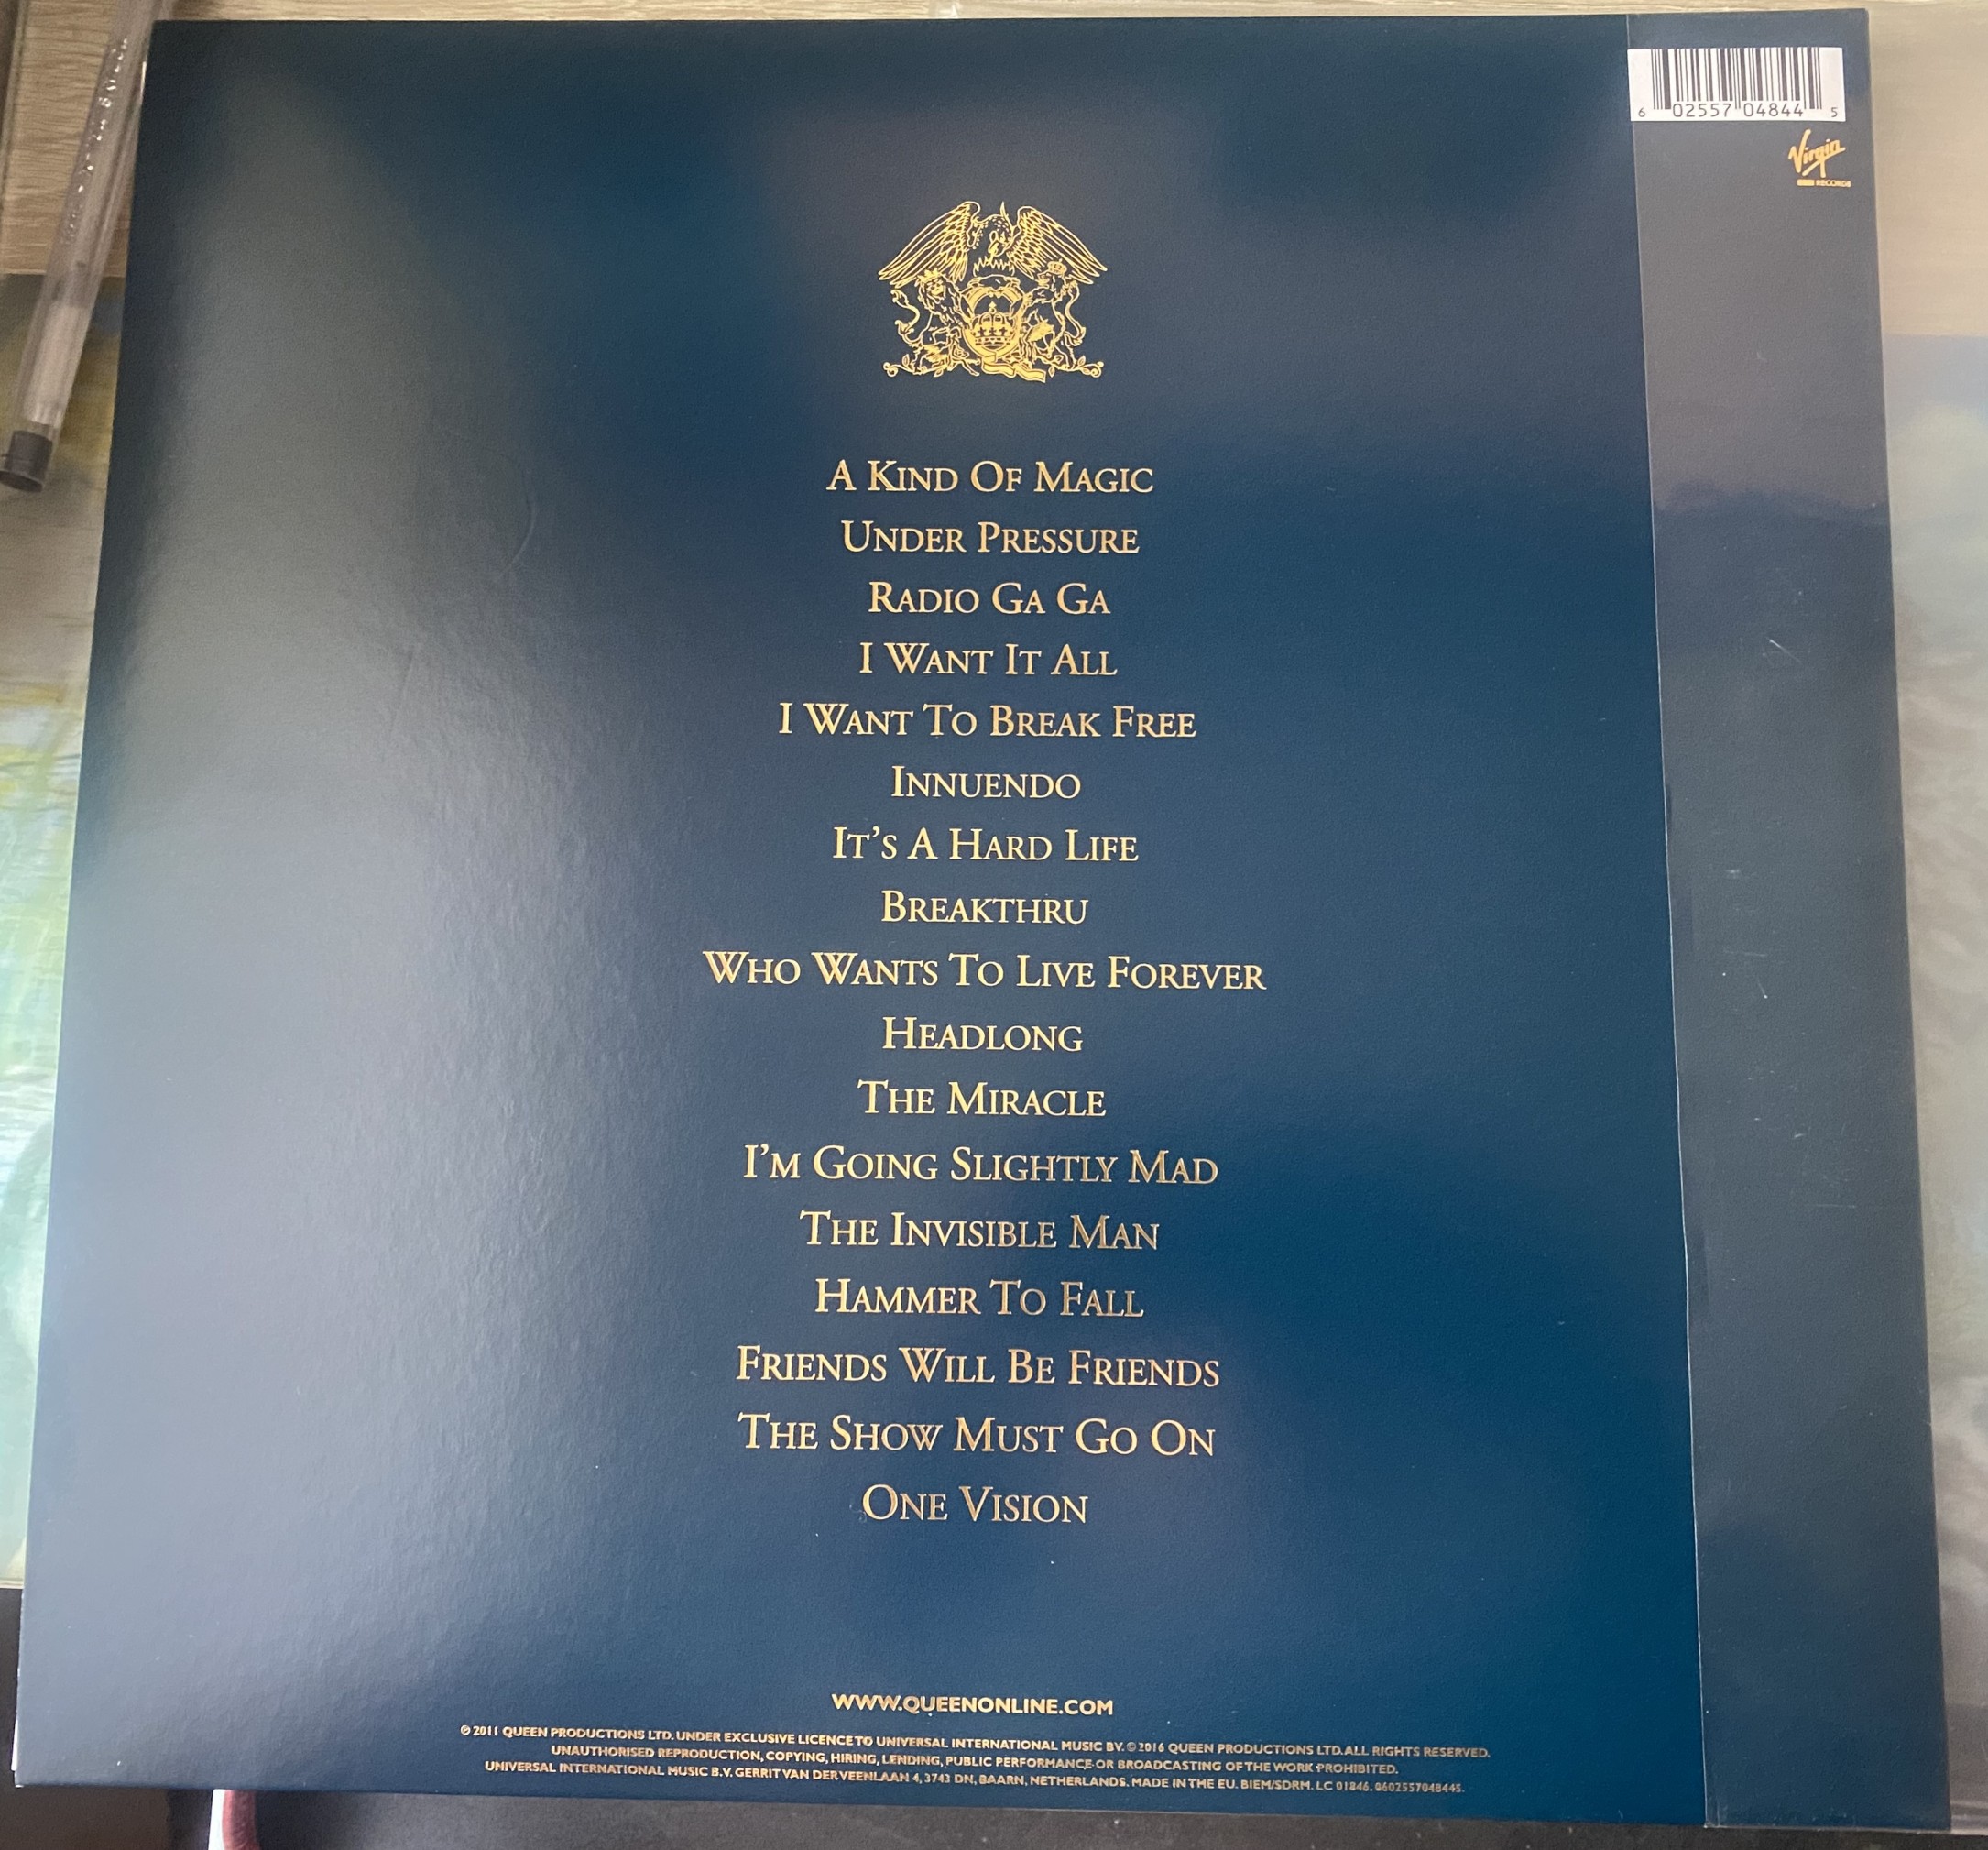 6 02557 04844 5
Virgin
RECORDS
A KIND OF MAGIC
UNDER PRESSURE
RADIO GA GA
I WANT IT ALL
I WANT TO BREAK FREE
INNUENDO
IT'S A HARD LIFE
BREAKTHRU
WHO WANTS TO LIVE FOREVER
HEADLONG
THE MIRACLE
I'M GOING SLIGHTLY MAD
THE INVISIBLE MAN
HAMMER TO FALL
FRIENDS WILL BE FRIENDS
THE SHOW MUST GO ON
ONE VISION
WWW.QUEENONLINE.COM
℗ 2011 QUEEN PRODUCTIONS LTD. UNDER EXCLUSIVE LICENCE TO UNIVERSAL INTERNATIONAL MUSIC BV. © 2016 QUEEN PRODUCTIONS LTD. ALL RIGHTS RESERVED.
UNAUTHORISED REPRODUCTION, COPYING, HIRING, LENDING, PUBLIC PERFORMANCE OR BROADCASTING OF THE WORK PROHIBITED.
UNIVERSAL INTERNATIONAL MUSIC B.V. GERRIT VAN DER VEENLAAN 4, 3743 DN, BAARN, NETHERLANDS. MADE IN THE EU. BIEM/SDRM. LC 01846. 0602557048445.